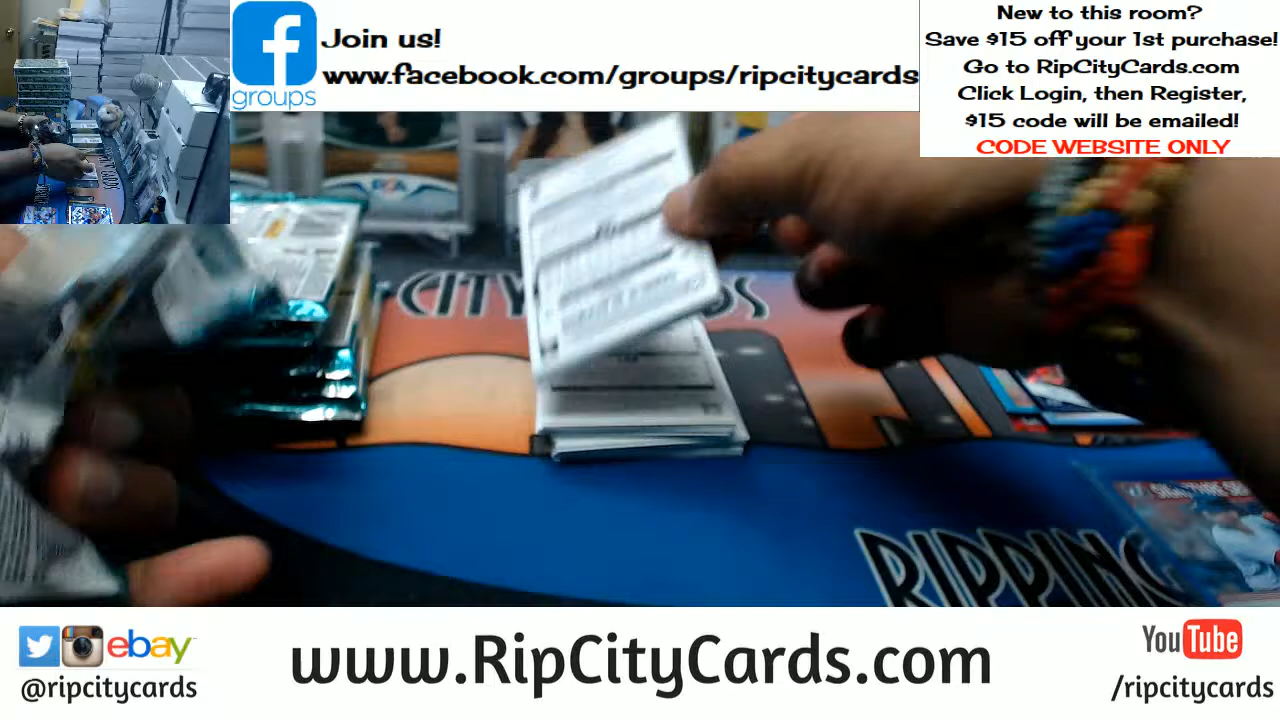 Join us!
www.facebook.com/groups/ripcitycards
groups
New to this room?
Save $15 off your 1st purchase!
Go to RipCityCards.com
Click Login, then Register,
$15 code will be emailed!
CODE WEBSITE ONLY
CITY
RIPPING
ebay
@ripcitycards
www.RipCityCards.com
YouTube
/ripcitycards